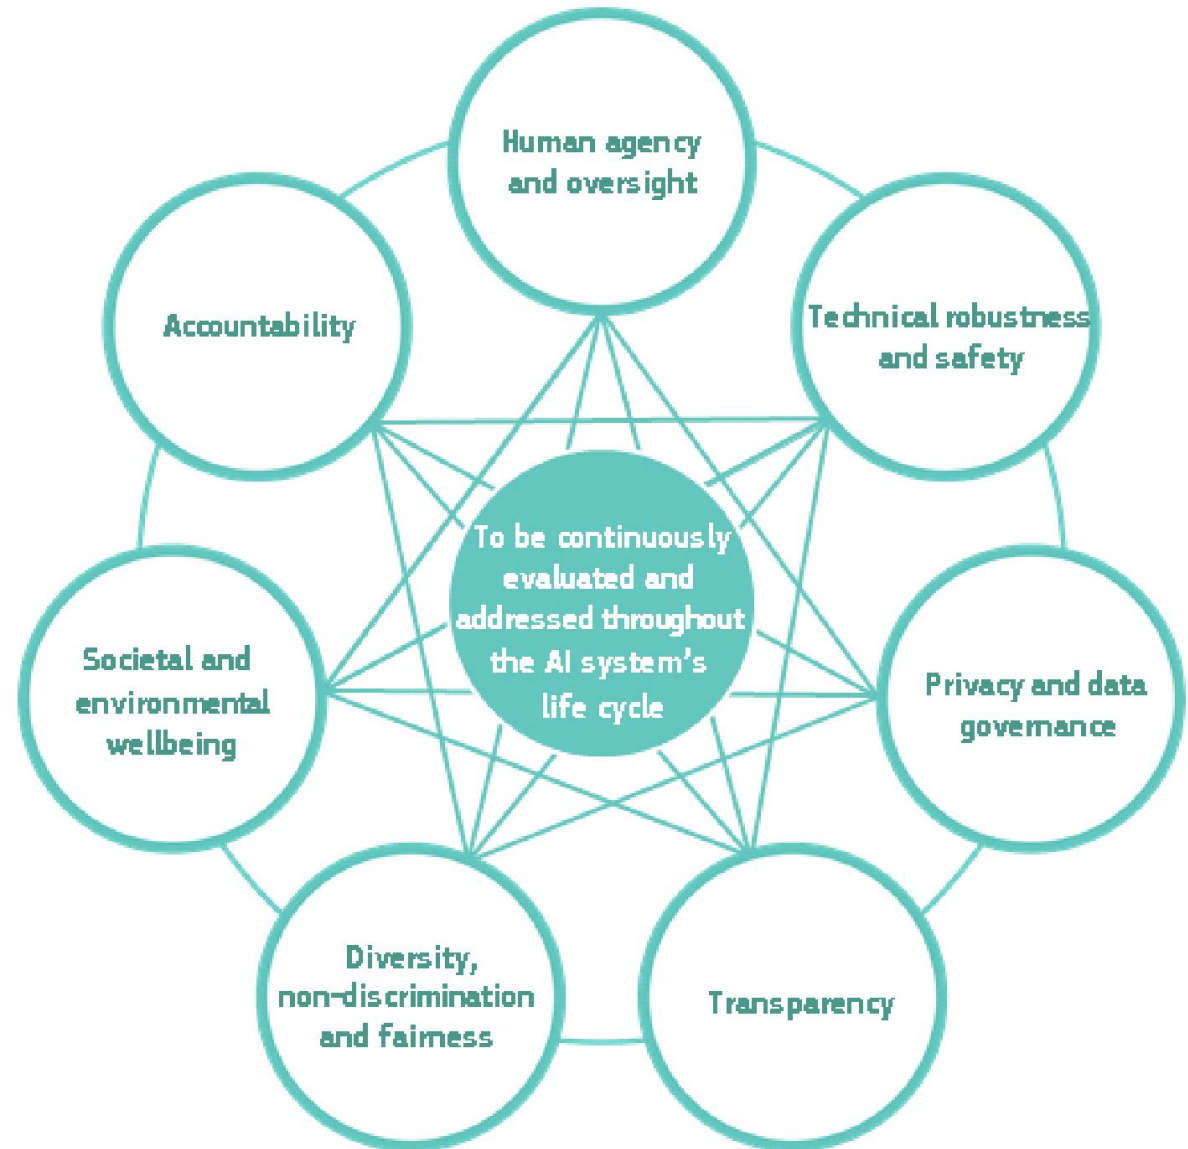 Human agency
and oversight
Technical robustness
and safety
Privacy and data
governance
Transparency
Diversity,
non-discrimination
and fairness
Societal and
environmental
wellbeing
Accountability
To be continuously
evaluated and
addressed throughout
the AI system's
life cycle